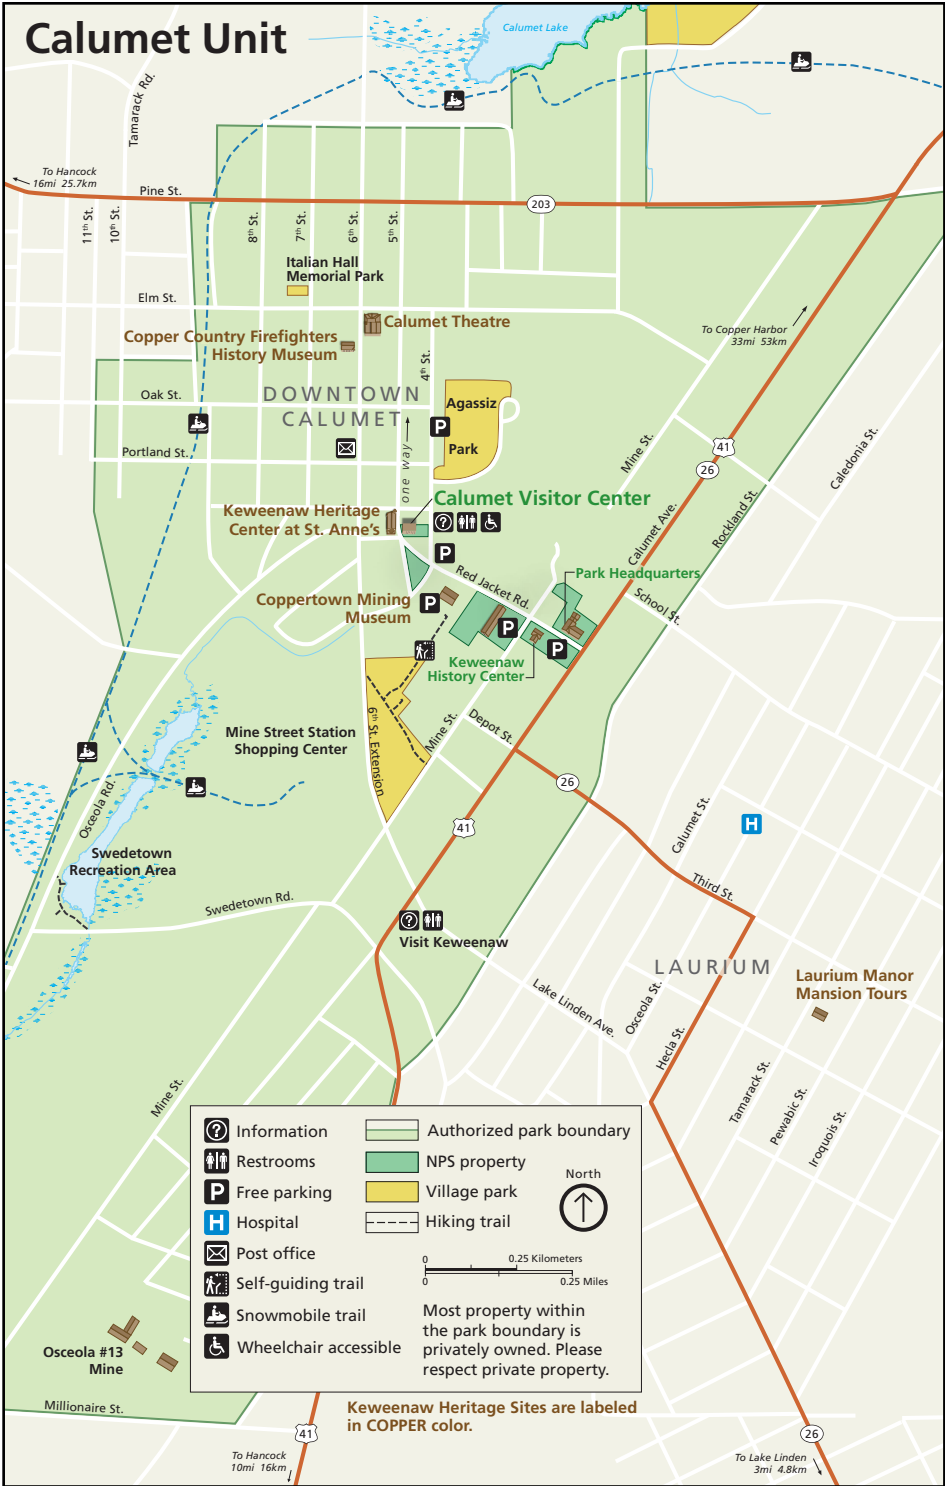 Calumet Unit
Calumet Lake
Tamarack Rd.
To Hancock
16mi 25.7km
Pine St.
203
11th St.
10th St.
8th St.
7th St.
6th St.
5th St.
Italian Hall
Memorial Park
Elm St.
Calumet Theatre
Copper Country Firefighters
History Museum
To Copper Harbor
33mi 53km
4th St.
Oak St.
DOWNTOWN
CALUMET
Agassiz
Park
P
Portland St.
one way
Mine St.
41
26
Caledonia St.
Calumet Visitor Center
Keweenaw Heritage
Center at St. Anne's
?
P
Calumet Ave.
Rockland St.
Red Jacket Rd.
Park Headquarters
School St.
Coppertown Mining
Museum
P
P
P
Keweenaw
History Center
6th St. Extension
Mine St.
Depot St.
Mine Street Station
Shopping Center
26
Osceola Rd.
41
Calumet St.
H
Swedetown
Recreation Area
Swedetown Rd.
Third St.
?
Visit Keweenaw
LAURIUM
Laurium Manor
Mansion Tours
Lake Linden Ave.
Osceola St.
Hecla St.
Tamarack St.
Pewabic St.
Iroquois St.
Mine St.
? Information
Restrooms
P Free parking
H Hospital
Post office
Self-guiding trail
Snowmobile trail
Wheelchair accessible
Authorized park boundary
NPS property
Village park
Hiking trail
North
0 0.25 Kilometers
0 0.25 Miles
Most property within
the park boundary is
privately owned. Please
respect private property.
Osceola #13
Mine
Millionaire St.
Keweenaw Heritage Sites are labeled
in COPPER color.
41
26
To Hancock
10mi 16km
To Lake Linden
3mi 4.8km